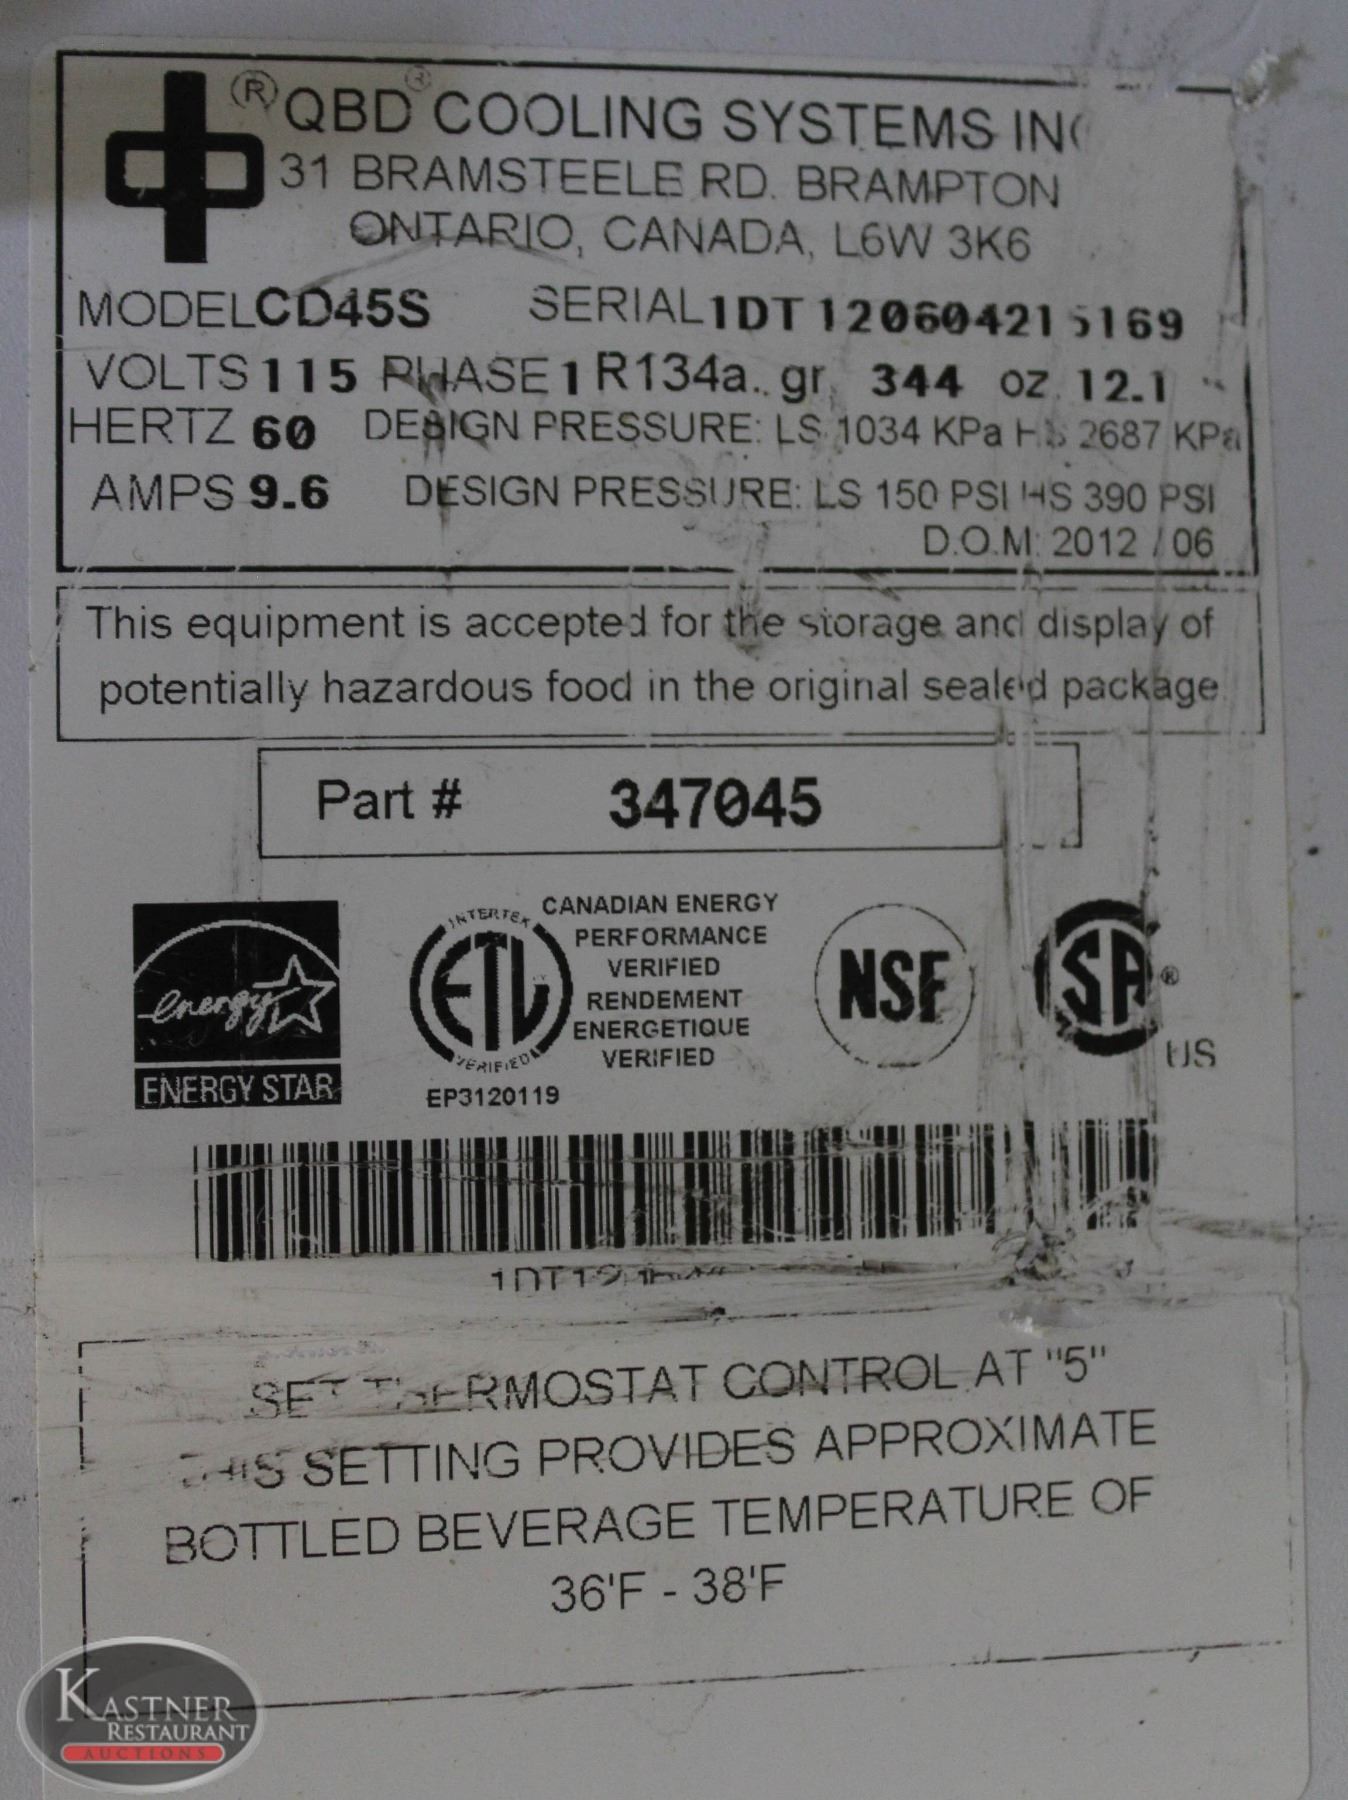 ® QBD® COOLING SYSTEMS INC
31 BRAMSTEELE RD. BRAMPTON
ONTARIO, CANADA, L6W 3K6
MODEL CD45S SERIAL 1DT
VOLTS 115 PHASE 1 R134a. gr. 344 oz. 12.1
HERTZ 60 DESIGN PRESSURE: LS 1034 KPa HS 2687 KPa
AMPS 9.6 DESIGN PRESSURE: LS 150 PSI HS 390 PSI
D.O.M: 2012 / 06
This equipment is accepted for the storage and display of
potentially hazardous food in the original sealed package
Part # 347045
energy
ENERGY STAR
INTERTEK
ETL
VERIFIED
EP3120119
CANADIAN ENERGY
PERFORMANCE
VERIFIED
RENDEMENT
ENERGETIQUE
VERIFIED
NSF
SA®
US
SET THERMOSTAT CONTROL AT "5"
THIS SETTING PROVIDES APPROXIMATE
BOTTLED BEVERAGE TEMPERATURE OF
36'F - 38'F
KASTNER
RESTAURANT
AUCTIONS